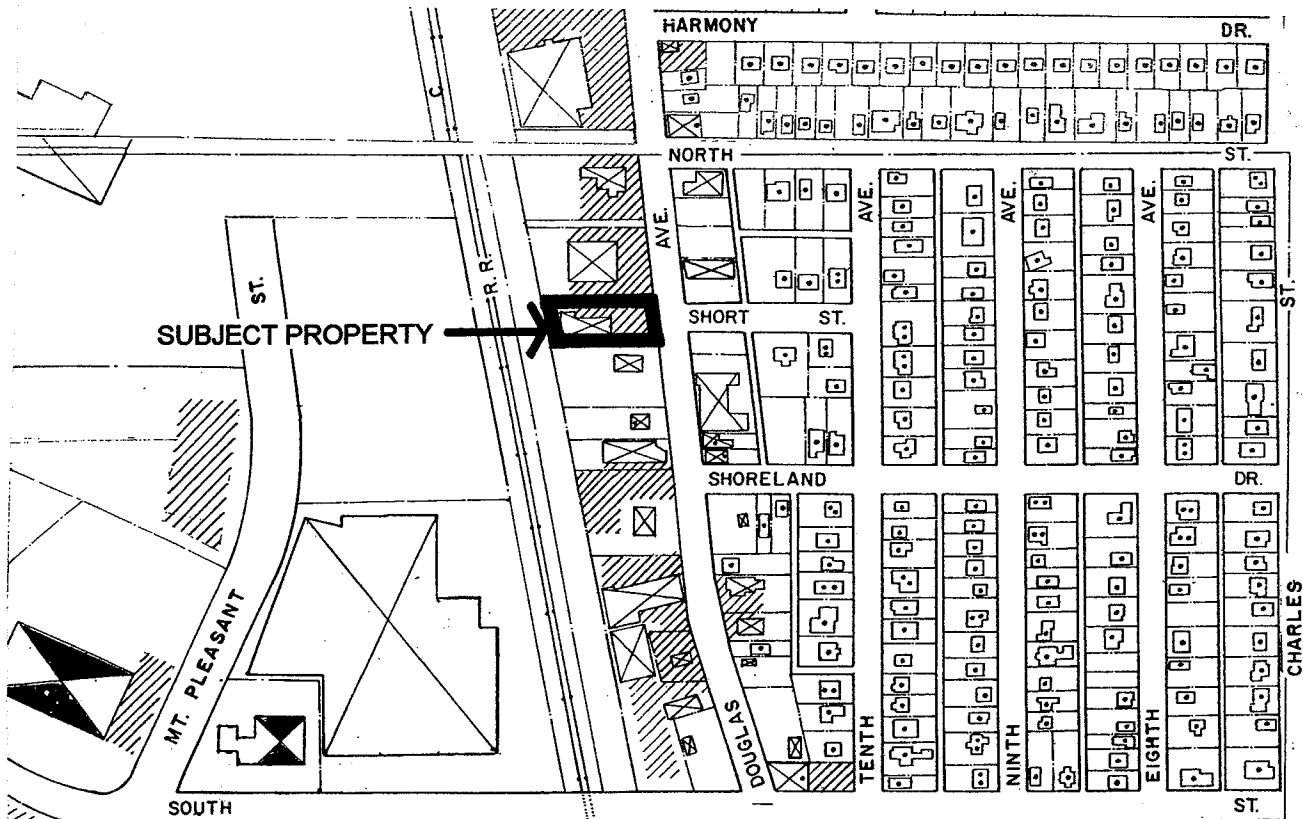 HARMONY DR.
C.
NORTH ST.
AVE.
AVE.
AVE.
AVE.
ST.
R. R.
ST.
SUBJECT PROPERTY
SHORT ST.
SHORELAND DR.
MT. PLEASANT
CHARLES
DOUGLAS
TENTH
NINTH
EIGHTH
SOUTH ST.